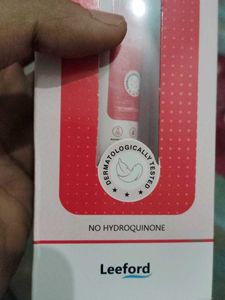 DERMATOLOGICALLY TESTED
NO HYDROQUINONE
Leeford